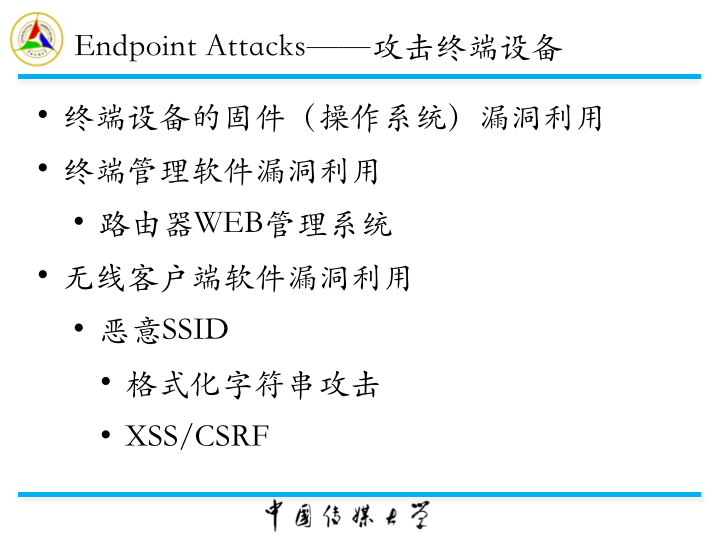 Endpoint Attacks——攻击终端设备
• 终端设备的固件（操作系统）漏洞利用
• 终端管理软件漏洞利用
• 路由器WEB管理系统
• 无线客户端软件漏洞利用
• 恶意SSID
• 格式化字符串攻击
• XSS/CSRF
中国传媒大学